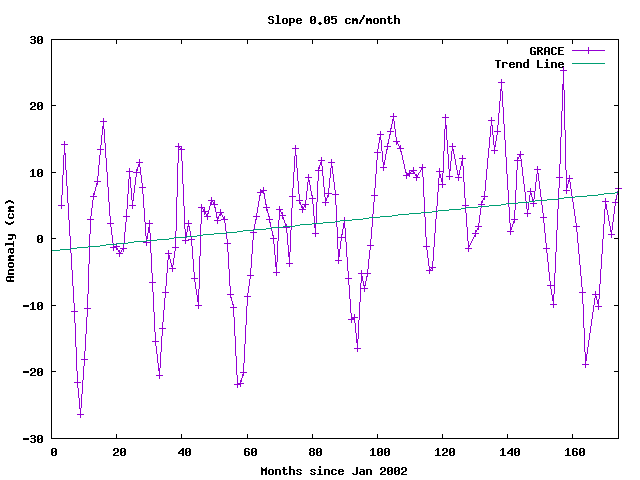 Slope 0.05 cm/month
GRACE
Trend Line
30
20
10
0
-10
-20
-30
Anomaly (cm)
0 20 40 60 80 100 120 140 160
Months since Jan 2002